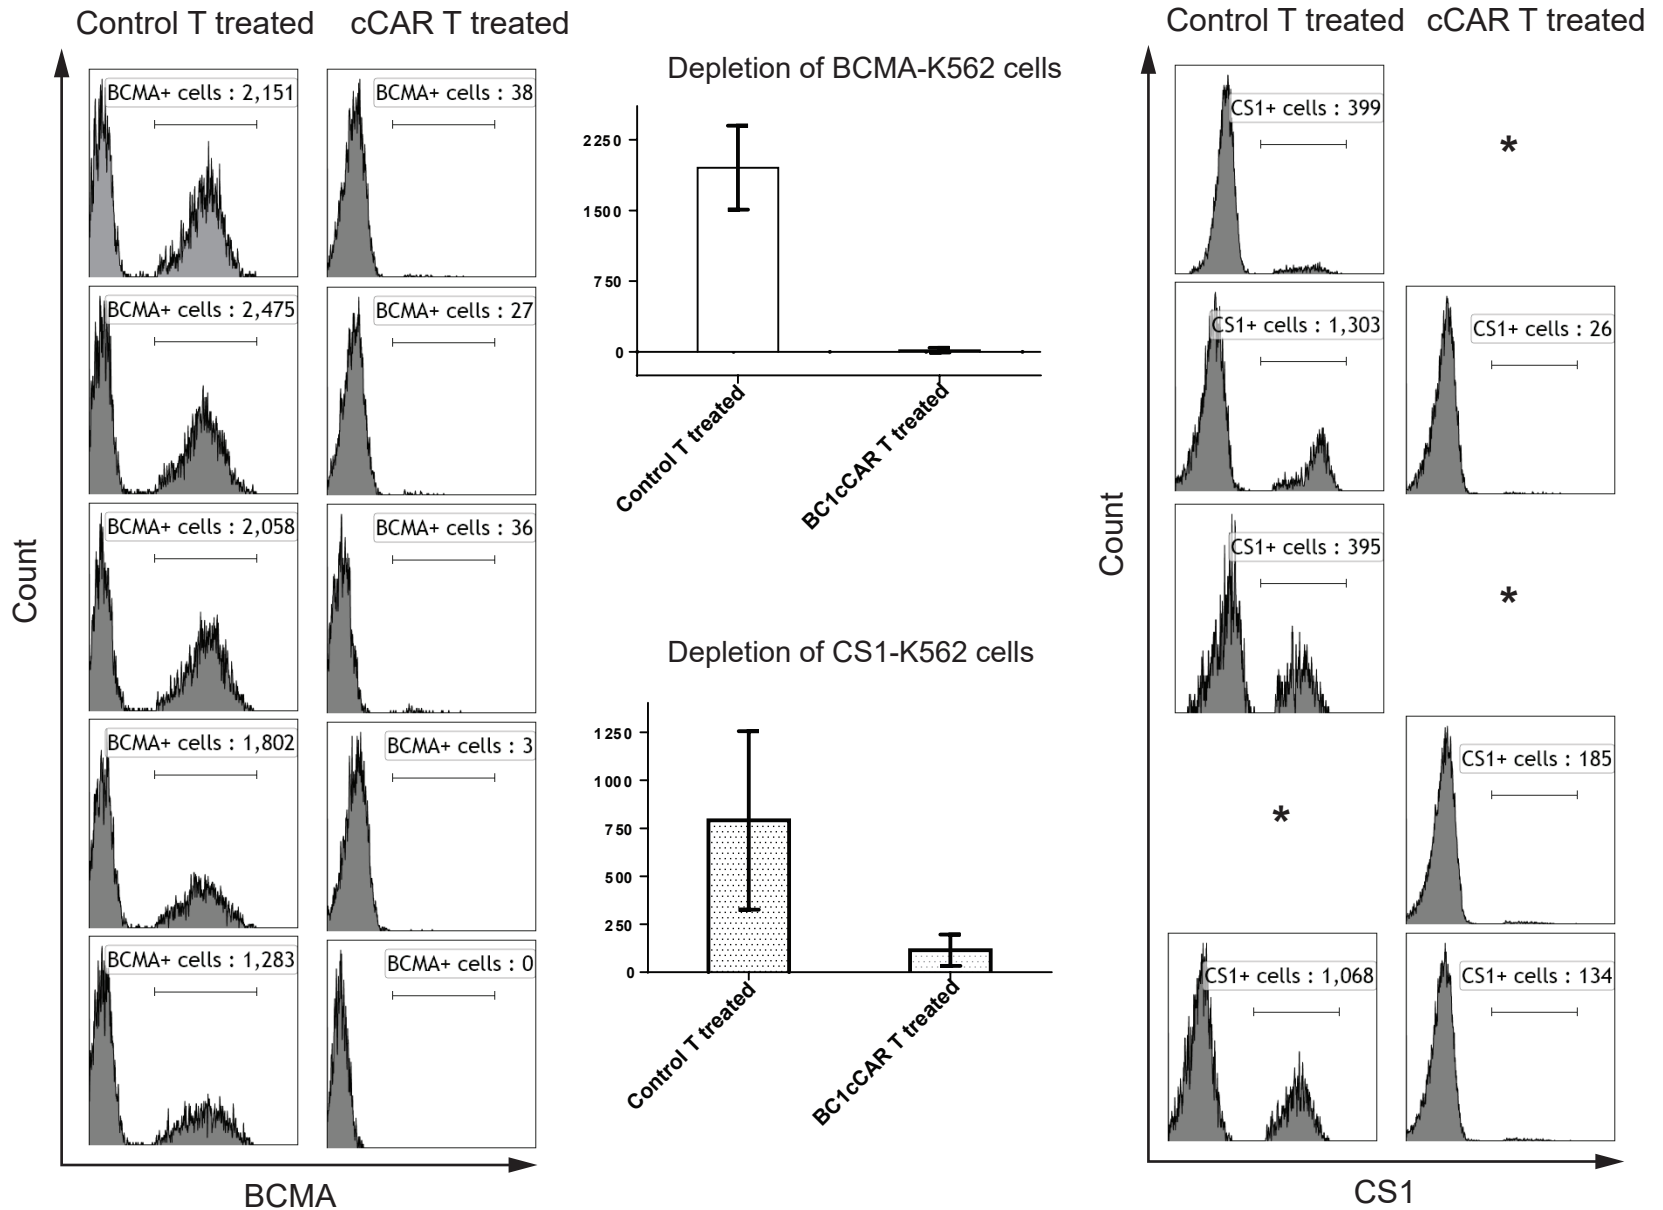 Control T treated
cCAR T treated
BCMA+ cells : 2,151
BCMA+ cells : 38
BCMA+ cells : 2,475
BCMA+ cells : 27
BCMA+ cells : 2,058
BCMA+ cells : 36
BCMA+ cells : 1,802
BCMA+ cells : 3
BCMA+ cells : 1,283
BCMA+ cells : 0
Count
BCMA
Depletion of BCMA-K562 cells
2250
1500
750
0
Control T treated
BC1cCAR T treated
Depletion of CS1-K562 cells
1250
1000
750
500
250
0
Control T treated
BC1cCAR T treated
Control T treated
cCAR T treated
CS1+ cells : 399
*
CS1+ cells : 1,303
CS1+ cells : 26
CS1+ cells : 395
*
*
CS1+ cells : 185
CS1+ cells : 1,068
CS1+ cells : 134
Count
CS1